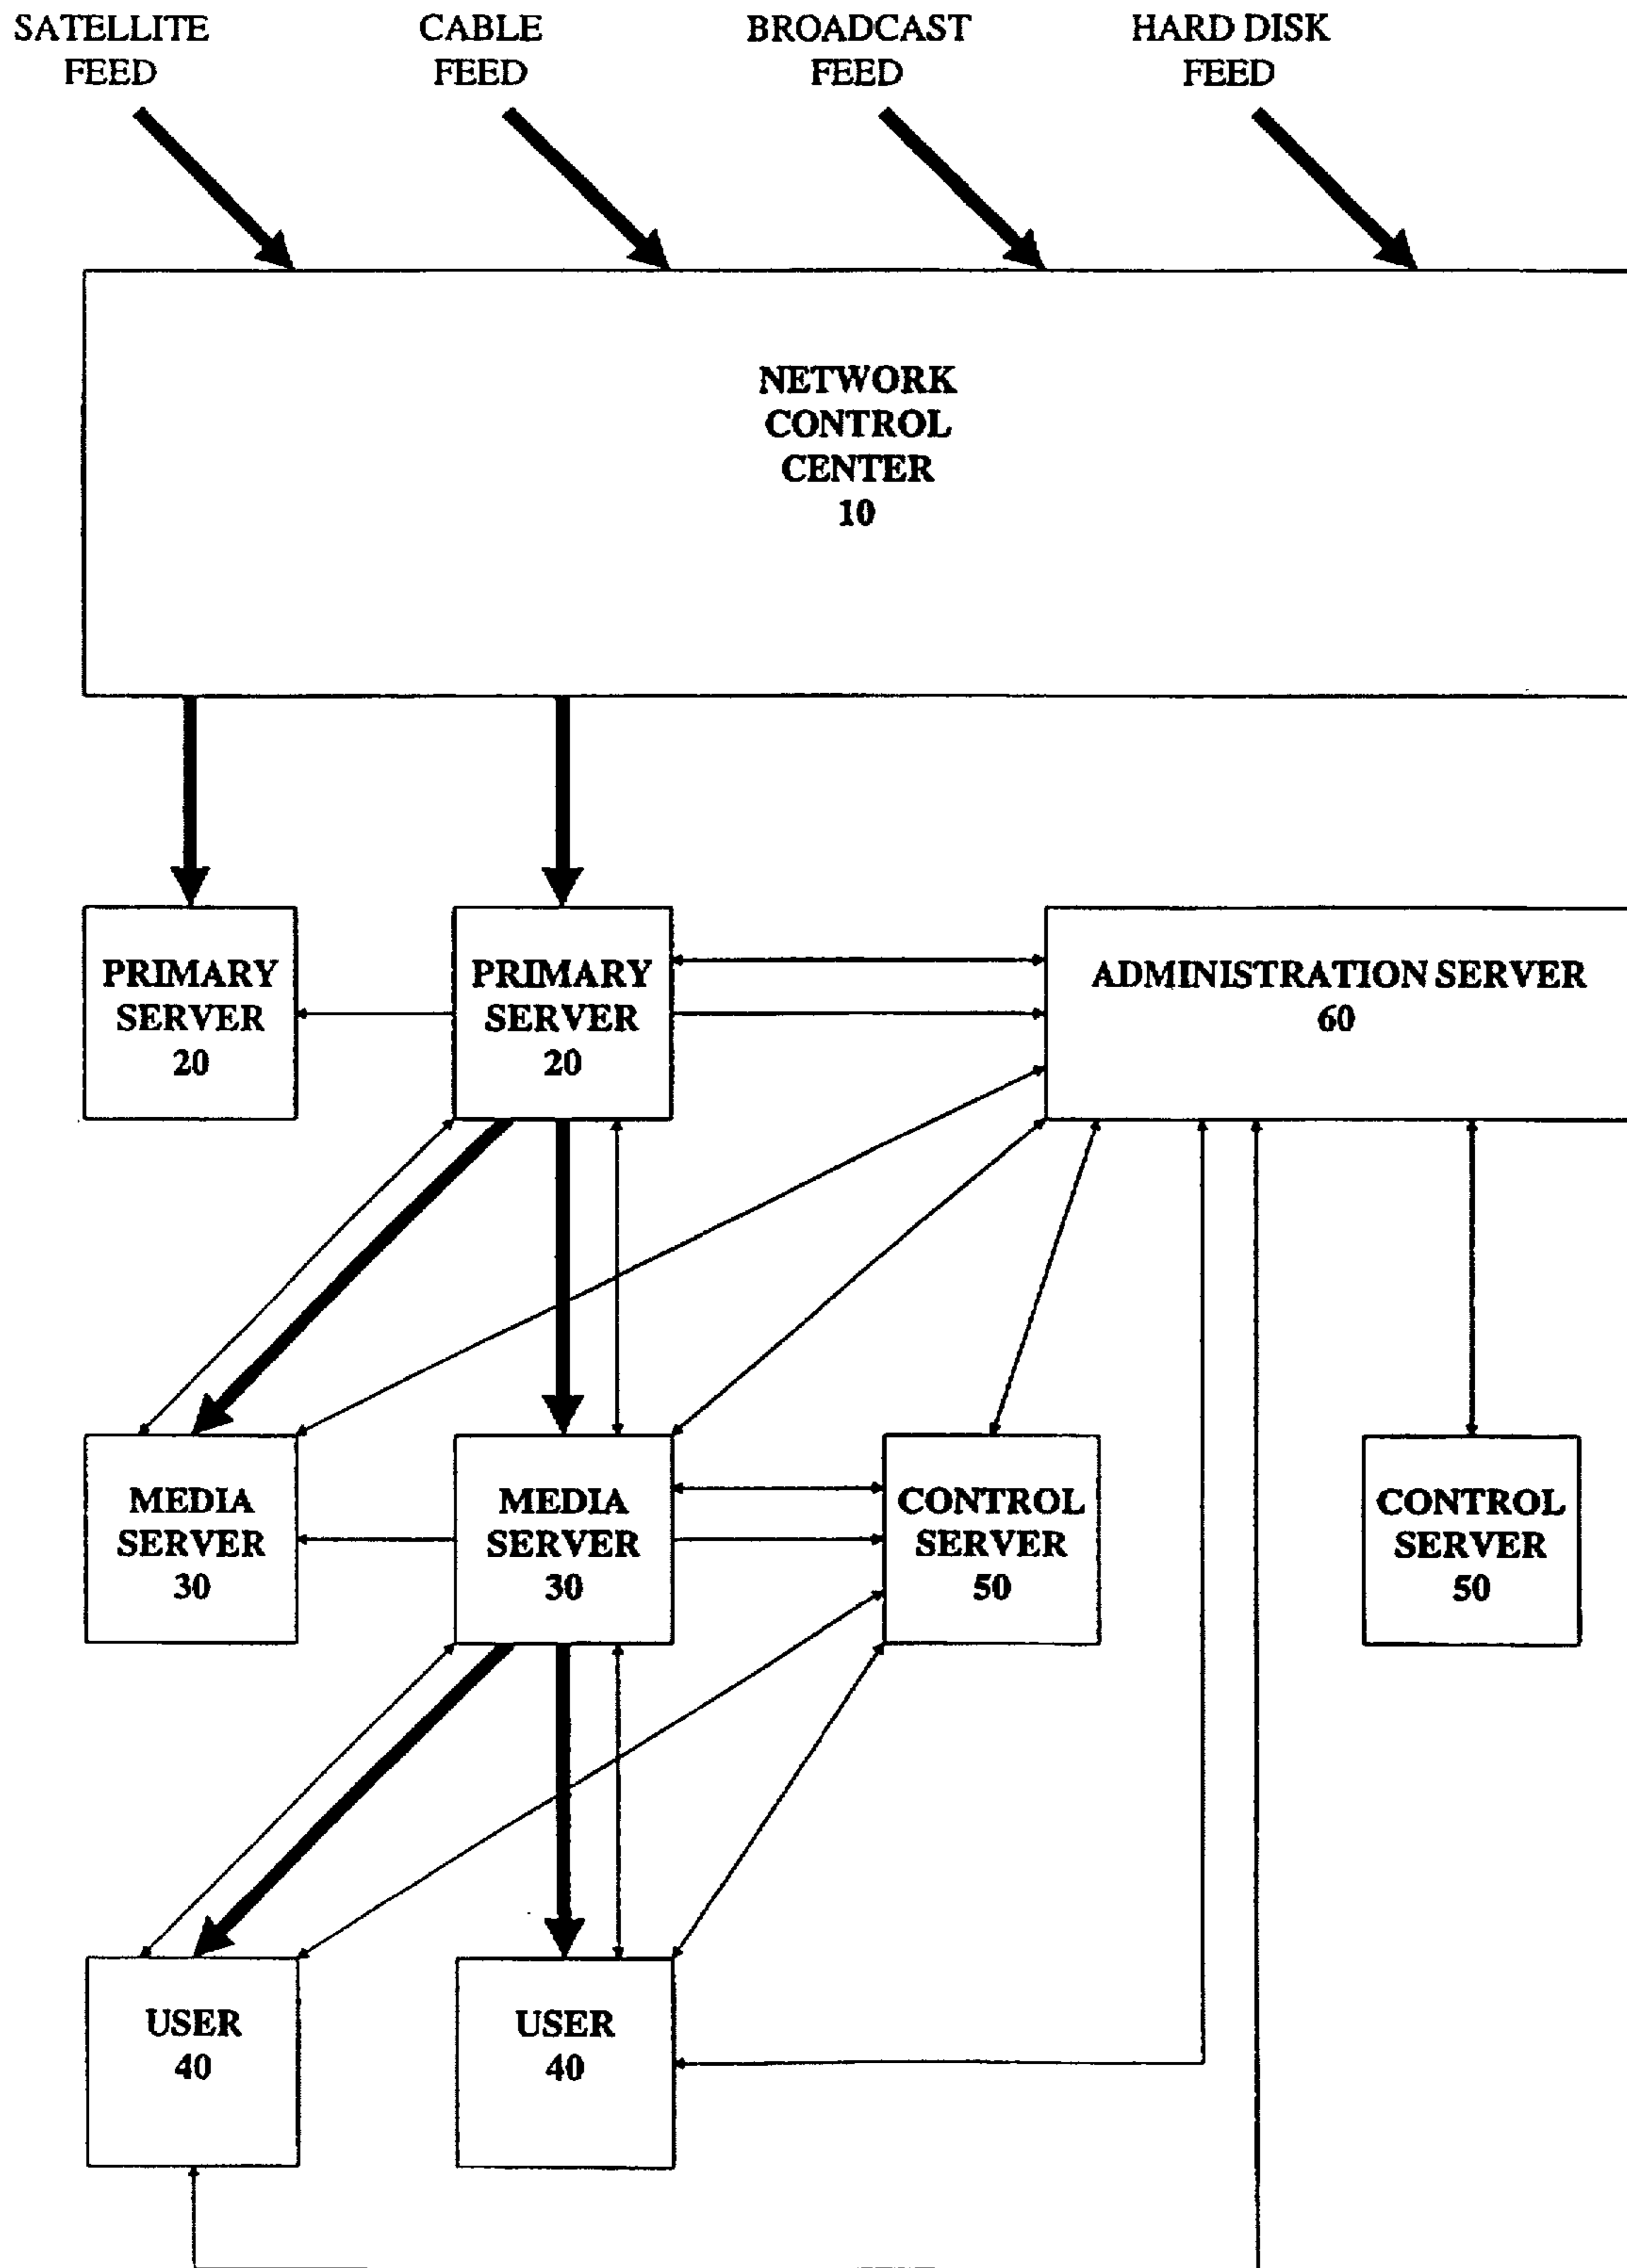 SATELLITE
FEED
CABLE
FEED
BROADCAST
FEED
HARD DISK
FEED
NETWORK
CONTROL
CENTER
10
PRIMARY
SERVER
20
PRIMARY
SERVER
20
ADMINISTRATION SERVER
60
MEDIA
SERVER
30
MEDIA
SERVER
30
CONTROL
SERVER
50
CONTROL
SERVER
50
USER
40
USER
40